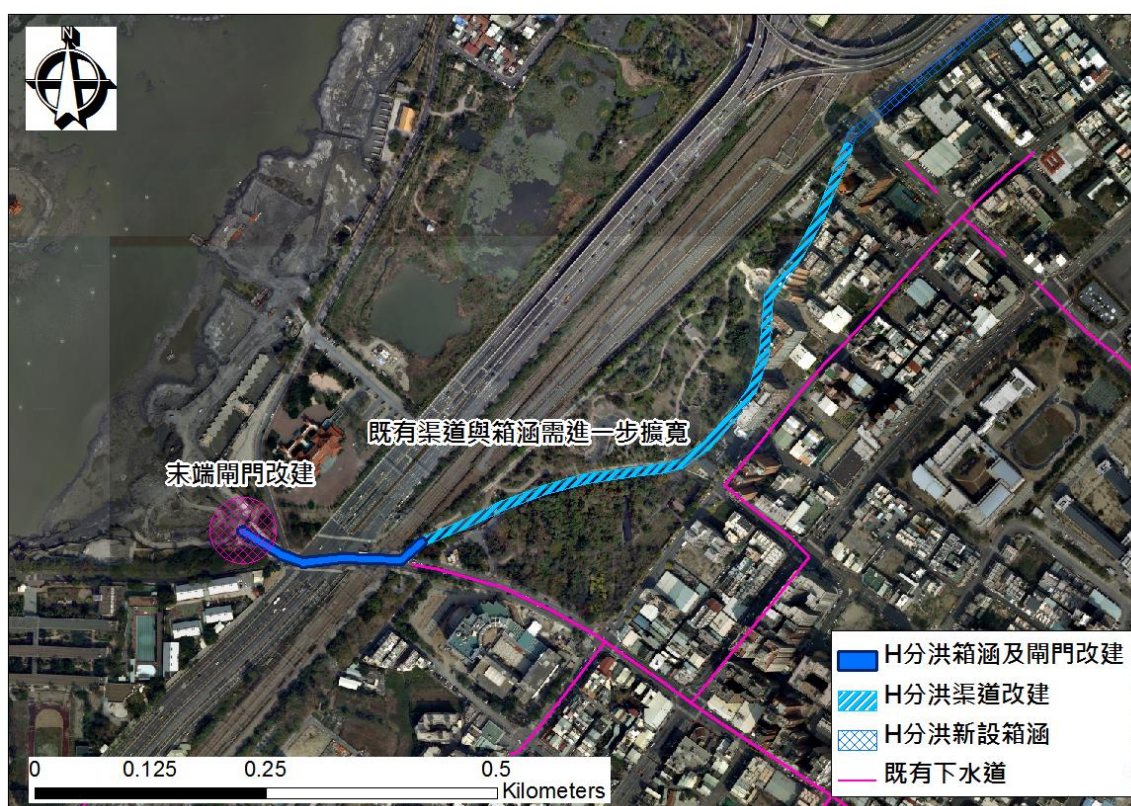 N
既有渠道與箱涵需進一步擴寬
末端閘門改建
H分洪箱涵及閘門改建
H分洪渠道改建
H分洪新設箱涵
既有下水道
0 0.125 0.25 0.5
Kilometers